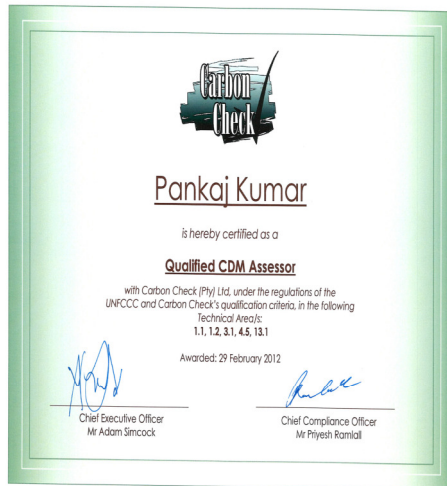 Carbon
Check
Pankaj Kumar
is hereby certified as a
Qualified CDM Assessor
with Carbon Check (Pty) Ltd, under the regulations of the
UNFCCC and Carbon Check's qualification criteria, in the following
Technical Area/s:
1.1, 1.2, 3.1, 4.5, 13.1
Awarded: 29 February 2012
Chief Executive Officer
Mr Adam Simcock
Chief Compliance Officer
Mr Priyesh Ramlall